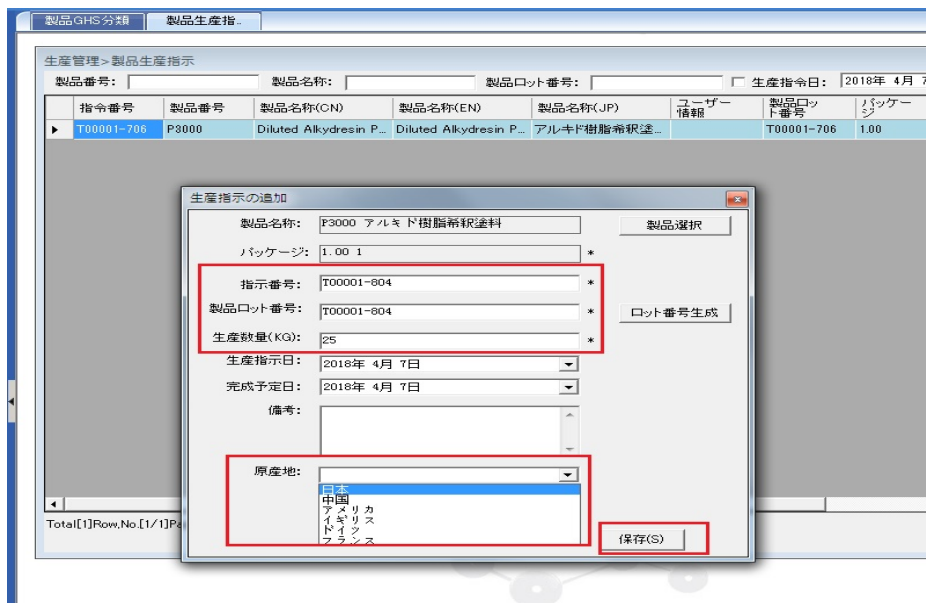 製品GHS分類 製品生産指..
生産管理>製品生産指示
製品番号: 製品名称: 製品ロット番号: 生産指令日: 2018年 4月 7
指令番号 製品番号 製品名称(CN) 製品名称(EN) 製品名称(JP) ユーザー情報 製品ロット番号 パッケージ
T00001-706 P3000 Diluted Alkydresin P... Diluted Alkydresin P... アルキド樹脂希釈塗... T00001-706 1.00
生産指示の追加
製品名称: P3000 アルキド樹脂希釈塗料 製品選択
パッケージ: 1.00 1 *
指示番号: T00001-804 *
製品ロット番号: T00001-804 * ロット番号生成
生産数量(KG): 25 *
生産指示日: 2018年 4月 7日
完成予定日: 2018年 4月 7日
備考:
原産地:
日本
中国
アメリカ
イギリス
ドイツ
フランス
保存(S)
Total[1]Row,No.[1/1]Pa